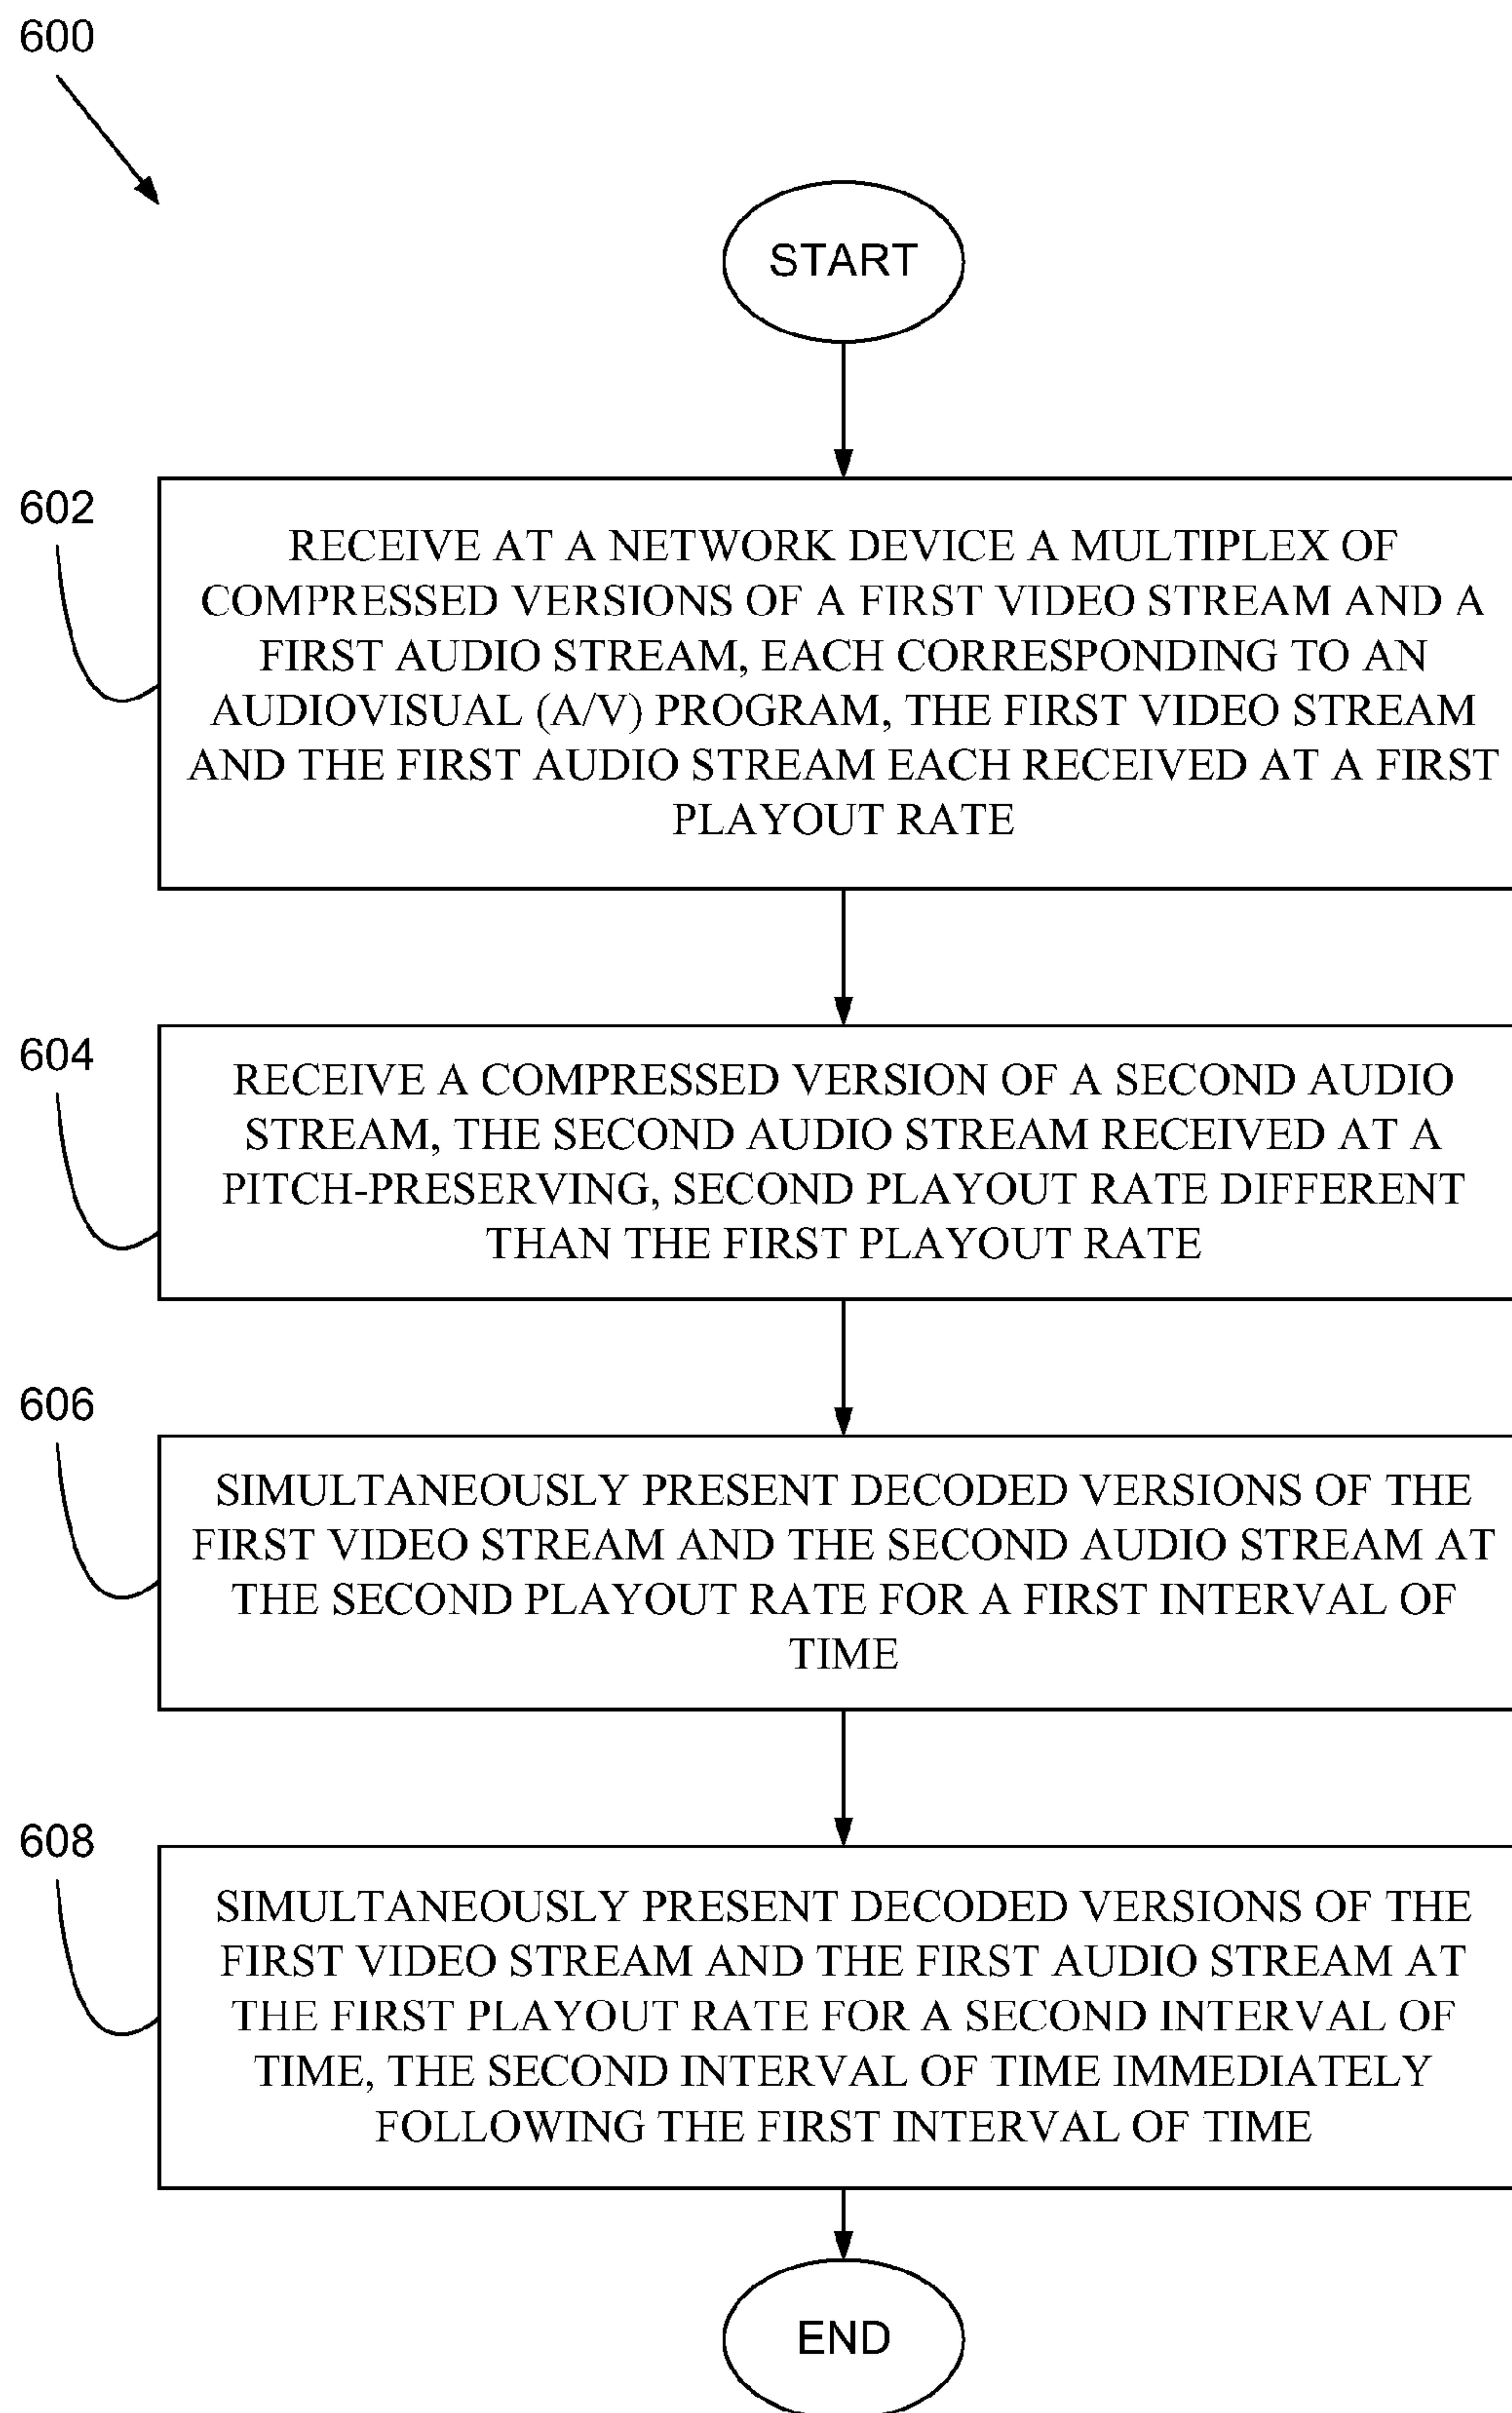 600
START
602
RECEIVE AT A NETWORK DEVICE A MULTIPLEX OF
COMPRESSED VERSIONS OF A FIRST VIDEO STREAM AND A
FIRST AUDIO STREAM, EACH CORRESPONDING TO AN
AUDIOVISUAL (A/V) PROGRAM, THE FIRST VIDEO STREAM
AND THE FIRST AUDIO STREAM EACH RECEIVED AT A FIRST
PLAYOUT RATE
604
RECEIVE A COMPRESSED VERSION OF A SECOND AUDIO
STREAM, THE SECOND AUDIO STREAM RECEIVED AT A
PITCH-PRESERVING, SECOND PLAYOUT RATE DIFFERENT
THAN THE FIRST PLAYOUT RATE
606
SIMULTANEOUSLY PRESENT DECODED VERSIONS OF THE
FIRST VIDEO STREAM AND THE SECOND AUDIO STREAM AT
THE SECOND PLAYOUT RATE FOR A FIRST INTERVAL OF
TIME
608
SIMULTANEOUSLY PRESENT DECODED VERSIONS OF THE
FIRST VIDEO STREAM AND THE FIRST AUDIO STREAM AT
THE FIRST PLAYOUT RATE FOR A SECOND INTERVAL OF
TIME, THE SECOND INTERVAL OF TIME IMMEDIATELY
FOLLOWING THE FIRST INTERVAL OF TIME
END